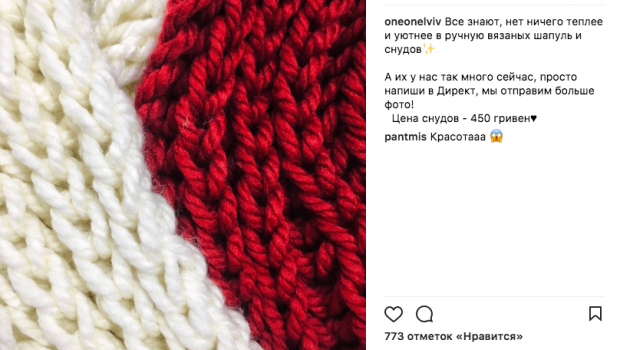 oneonelviv Все знают, нет ничего теплее
и уютнее в ручную вязаных шапуль и
снудов✨
А их у нас так много сейчас, просто
напиши в Директ, мы отправим больше
фото!
Цена снудов - 450 гривен♥
pantmis Красотааа 😱
773 отметок «Нравится»